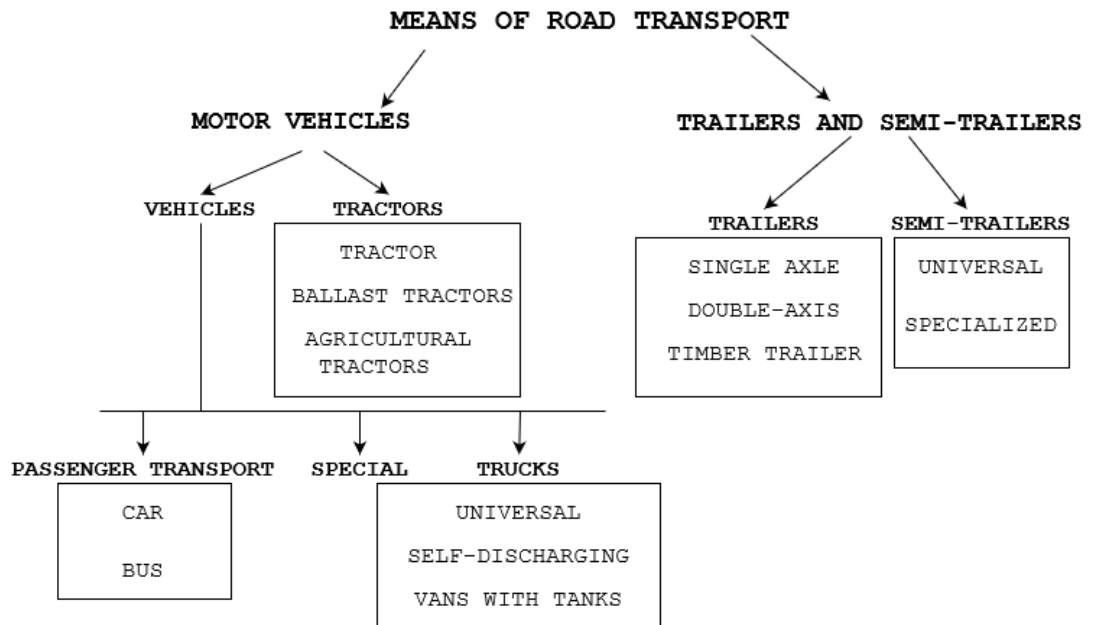 MEANS OF ROAD TRANSPORT
MOTOR VEHICLES
TRAILERS AND SEMI-TRAILERS
VEHICLES
TRACTORS
TRACTOR
BALLAST TRACTORS
AGRICULTURAL
TRACTORS
TRAILERS
SINGLE AXLE
DOUBLE-AXIS
TIMBER TRAILER
SEMI-TRAILERS
UNIVERSAL
SPECIALIZED
PASSENGER TRANSPORT
CAR
BUS
SPECIAL
TRUCKS
UNIVERSAL
SELF-DISCHARGING
VANS WITH TANKS